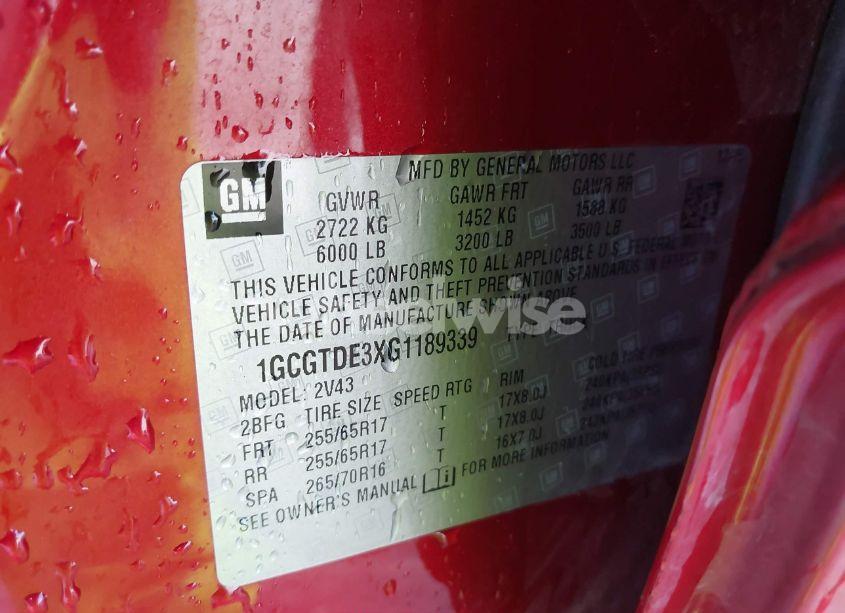 GM
MFD BY GENERAL MOTORS LLC
GVWR GAWR FRT GAWR RR
2722 KG 1452 KG 1588 KG
6000 LB 3200 LB 3500 LB
THIS VEHICLE CONFORMS TO ALL APPLICABLE U.S. FEDERAL
VEHICLE SAFETY AND THEFT PREVENTION STANDARDS IN EFFECT ON
THE DATE OF MANUFACTURE SHOWN ABOVE.
1GCGTDE3XG1189339
MODEL: 2V43
2BFG TIRE SIZE SPEED RTG RIM COLD TIRE PRESSURE
FRT 255/65R17 T 17X8.0J
RR 255/65R17 T 17X8.0J
SPA 265/70R16 T 16X7.0J
SEE OWNER'S MANUAL FOR MORE INFORMATION